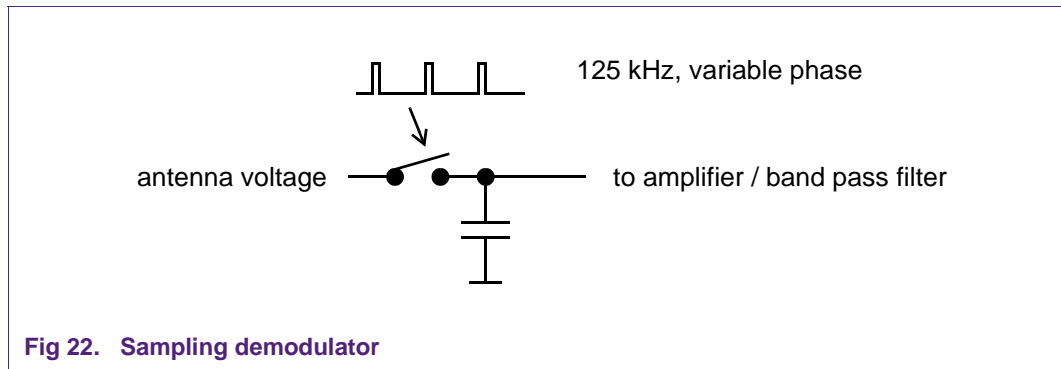 125 kHz, variable phase
antenna voltage
to amplifier / band pass filter
Fig 22. Sampling demodulator